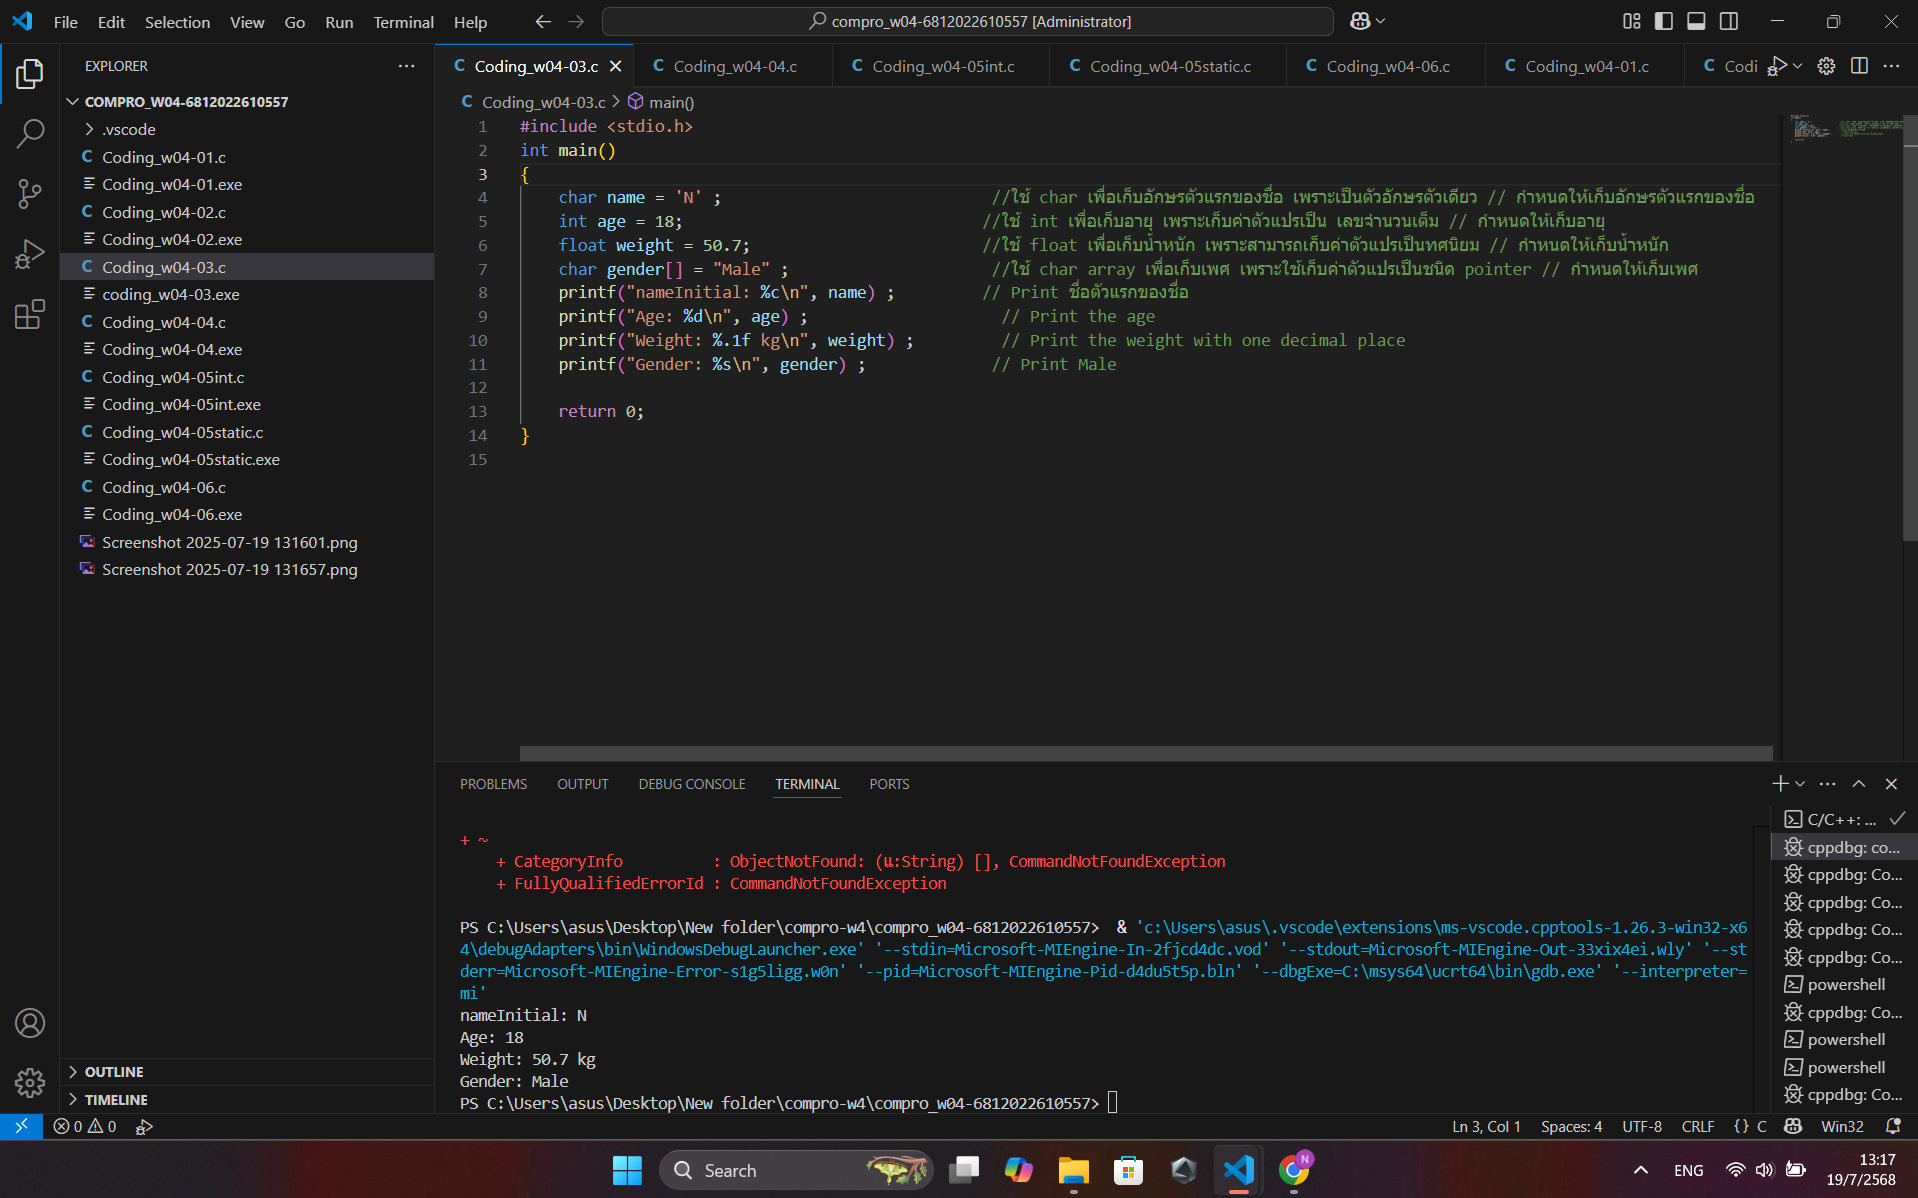 File Edit Selection View Go Run Terminal Help
compro_w04-6812022610557 [Administrator]
EXPLORER
Coding_w04-03.c
Coding_w04-04.c
Coding_w04-05int.c
Coding_w04-05static.c
Coding_w04-06.c
Coding_w04-01.c
Codi
COMPRO_W04-6812022610557
.vscode
Coding_w04-01.c
Coding_w04-01.exe
Coding_w04-02.c
Coding_w04-02.exe
Coding_w04-03.c
coding_w04-03.exe
Coding_w04-04.c
Coding_w04-04.exe
Coding_w04-05int.c
Coding_w04-05int.exe
Coding_w04-05static.c
Coding_w04-05static.exe
Coding_w04-06.c
Coding_w04-06.exe
Screenshot 2025-07-19 131601.png
Screenshot 2025-07-19 131657.png
OUTLINE
TIMELINE
Coding_w04-03.c > main()
1 #include <stdio.h>
2 int main()
3 {
4 char name = 'N' ; //ใช้ char เพื่อเก็บอักษรตัวแรกของชื่อ เพราะเป็นตัวอักษรตัวเดียว // กำหนดให้เก็บอักษรตัวแรกของชื่อ
5 int age = 18; //ใช้ int เพื่อเก็บอายุ เพราะเก็บค่าตัวแปรเป็น เลขจำนวนเต็ม // กำหนดให้เก็บอายุ
6 float weight = 50.7; //ใช้ float เพื่อเก็บน้ำหนัก เพราะสามารถเก็บค่าตัวแปรเป็นทศนิยม // กำหนดให้เก็บน้ำหนัก
7 char gender[] = "Male" ; //ใช้ char array เพื่อเก็บเพศ เพราะใช้เก็บค่าตัวแปรเป็นชนิด pointer // กำหนดให้เก็บเพศ
8 printf("nameInitial: %c\n", name) ; // Print ชื่อตัวแรกของชื่อ
9 printf("Age: %d\n", age) ; // Print the age
10 printf("Weight: %.1f kg\n", weight) ; // Print the weight with one decimal place
11 printf("Gender: %s\n", gender) ; // Print Male
12
13 return 0;
14 }
15
PROBLEMS OUTPUT DEBUG CONSOLE TERMINAL PORTS
+ ~
+ CategoryInfo : ObjectNotFound: (แ:String) [], CommandNotFoundException
+ FullyQualifiedErrorId : CommandNotFoundException
PS C:\Users\asus\Desktop\New folder\compro-w4\compro_w04-6812022610557> & 'c:\Users\asus\.vscode\extensions\ms-vscode.cpptools-1.26.3-win32-x6
4\debugAdapters\bin\WindowsDebugLauncher.exe' '--stdin=Microsoft-MIEngine-In-2fjcd4dc.vod' '--stdout=Microsoft-MIEngine-Out-33xix4ei.wly' '--st
derr=Microsoft-MIEngine-Error-s1g5ligg.w0n' '--pid=Microsoft-MIEngine-Pid-d4du5t5p.bln' '--dbgExe=C:\msys64\ucrt64\bin\gdb.exe' '--interpreter=
mi'
nameInitial: N
Age: 18
Weight: 50.7 kg
Gender: Male
PS C:\Users\asus\Desktop\New folder\compro-w4\compro_w04-6812022610557>
C/C++: ...
cppdbg: co...
cppdbg: Co...
cppdbg: Co...
cppdbg: Co...
cppdbg: Co...
powershell
cppdbg: Co...
powershell
powershell
cppdbg: Co...
0 0
Ln 3, Col 1 Spaces: 4 UTF-8 CRLF {} C Win32
Search
N
ENG
13:17
19/7/2568